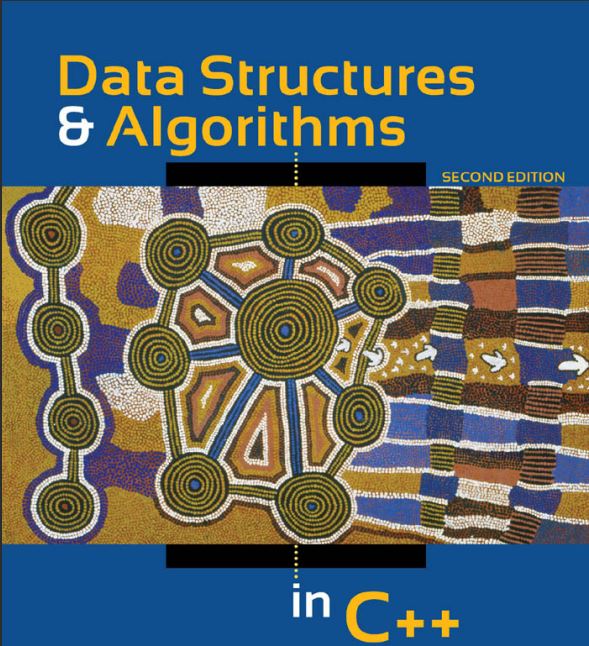 Data Structures
& Algorithms
SECOND EDITION
in C++